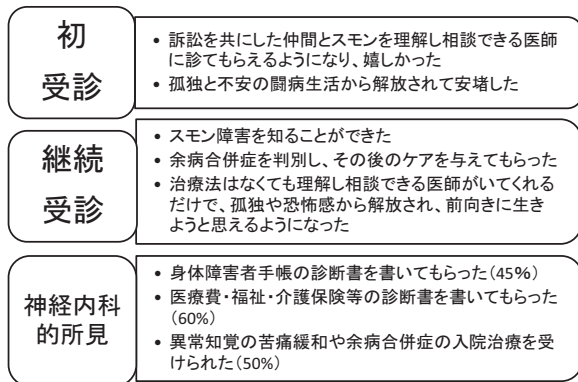 初
受診
• 訴訟を共にした仲間とスモンを理解し相談できる医師
に診てもらえるようになり、嬉しかった
• 孤独と不安の闘病生活から解放されて安堵した
継続
受診
• スモン障害を知ることができた
• 余病合併症を判別し、その後のケアを与えてもらった
• 治療法はなくても理解し相談できる医師がいてくれる
だけで、孤独や恐怖感から解放され、前向きに生き
ようと思えるようになった
神経内科
的所見
• 身体障害者手帳の診断書を書いてもらった(45%)
• 医療費・福祉・介護保険等の診断書を書いてもらった
(60%)
• 異常知覚の苦痛緩和や余病合併症の入院治療を受
けられた(50%)